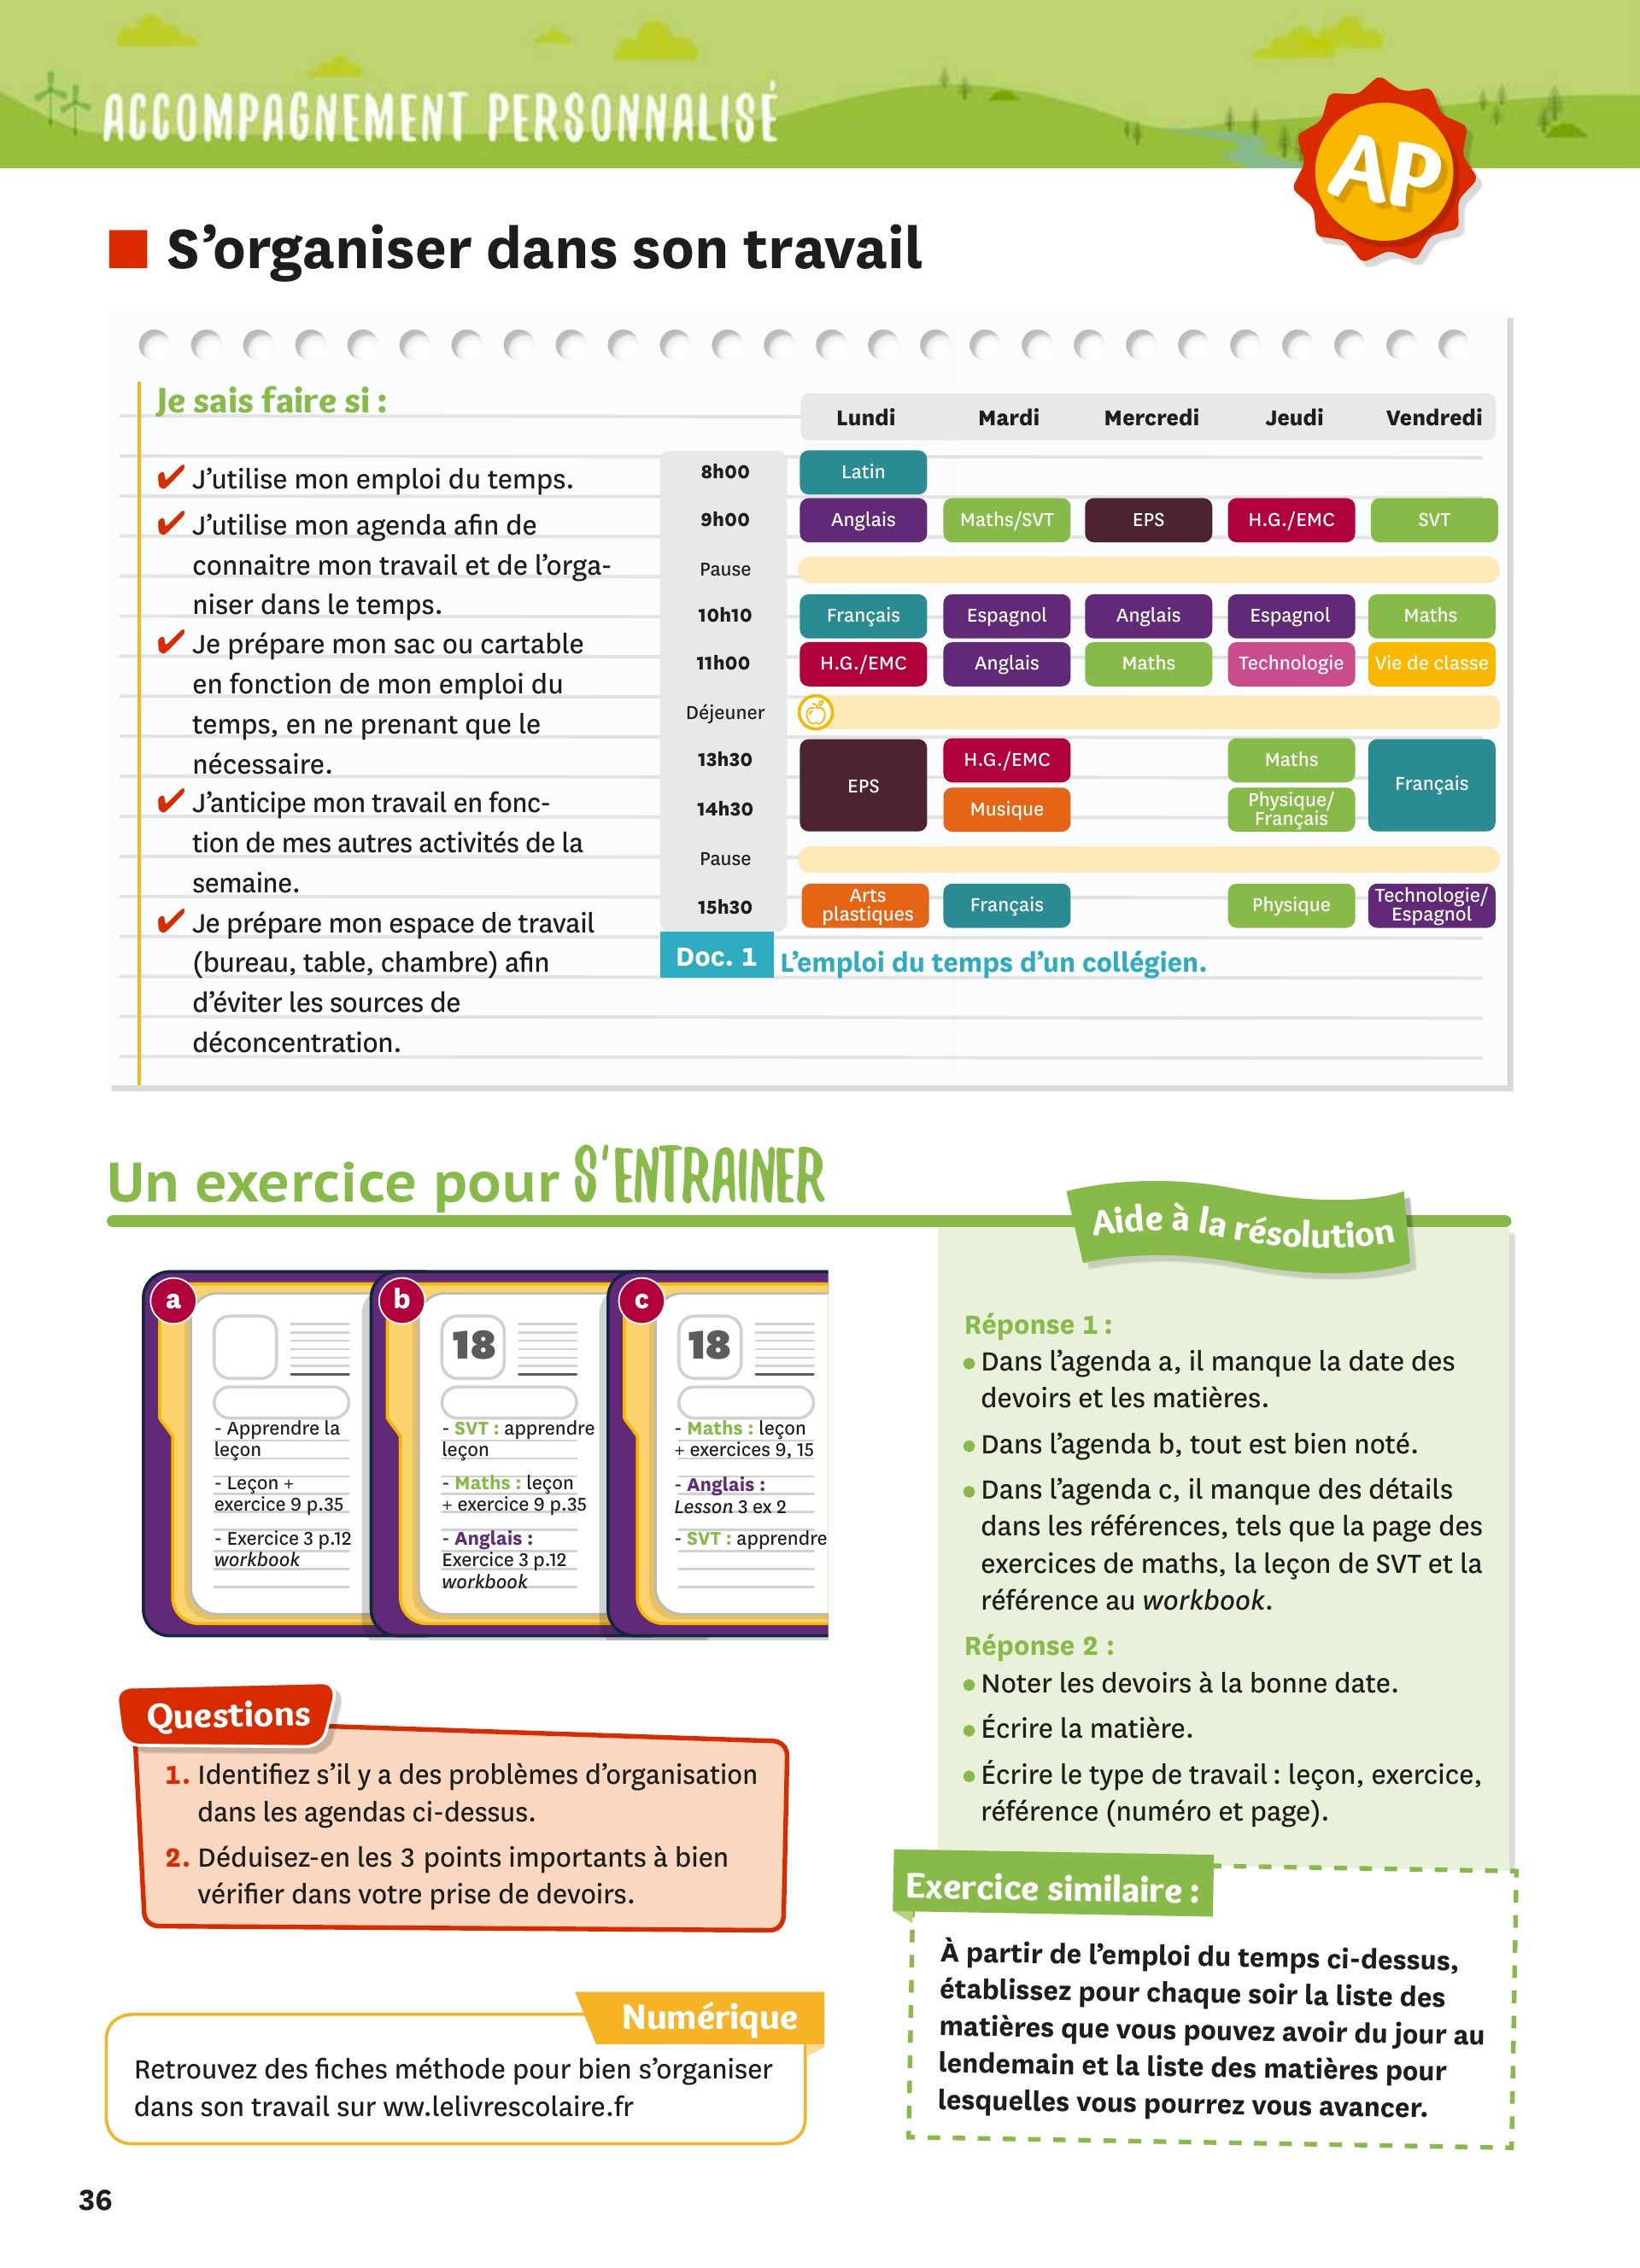 ACCOMPAGNEMENT PERSONNALISÉ
AP
S’organiser dans son travail
Je sais faire si :
✔ J’utilise mon emploi du temps.
✔ J’utilise mon agenda afin de
connaitre mon travail et de l’orga-
niser dans le temps.
✔ Je prépare mon sac ou cartable
en fonction de mon emploi du
temps, en ne prenant que le
nécessaire.
✔ J’anticipe mon travail en fonc-
tion de mes autres activités de la
semaine.
✔ Je prépare mon espace de travail
(bureau, table, chambre) afin
d’éviter les sources de
déconcentration.
Lundi Mardi Mercredi Jeudi Vendredi
8h00 Latin
9h00 Anglais Maths/SVT EPS H.G./EMC SVT
Pause
10h10 Français Espagnol Anglais Espagnol Maths
11h00 H.G./EMC Anglais Maths Technologie Vie de classe
Déjeuner
13h30 EPS H.G./EMC Maths Français
14h30 Musique Physique/
Français
Pause
15h30 Arts
plastiques Français Physique Technologie/
Espagnol
Doc. 1 L’emploi du temps d’un collégien.
Un exercice pour S'ENTRAINER
a
- Apprendre la
leçon
- Leçon +
exercice 9 p.35
- Exercice 3 p.12
workbook
b
18
- SVT : apprendre
leçon
- Maths : leçon
+ exercice 9 p.35
- Anglais :
Exercice 3 p.12
workbook
c
18
- Maths : leçon
+ exercices 9, 15
- Anglais :
Lesson 3 ex 2
- SVT : apprendre
Questions
1. Identifiez s’il y a des problèmes d’organisation
dans les agendas ci-dessus.
2. Déduisez-en les 3 points importants à bien
vérifier dans votre prise de devoirs.
Numérique
Retrouvez des fiches méthode pour bien s’organiser
dans son travail sur ww.lelivrescolaire.fr
Aide à la résolution
Réponse 1 :
• Dans l’agenda a, il manque la date des
devoirs et les matières.
• Dans l’agenda b, tout est bien noté.
• Dans l’agenda c, il manque des détails
dans les références, tels que la page des
exercices de maths, la leçon de SVT et la
référence au workbook.
Réponse 2 :
• Noter les devoirs à la bonne date.
• Écrire la matière.
• Écrire le type de travail : leçon, exercice,
référence (numéro et page).
Exercice similaire :
À partir de l’emploi du temps ci-dessus,
établissez pour chaque soir la liste des
matières que vous pouvez avoir du jour au
lendemain et la liste des matières pour
lesquelles vous pourrez vous avancer.
36